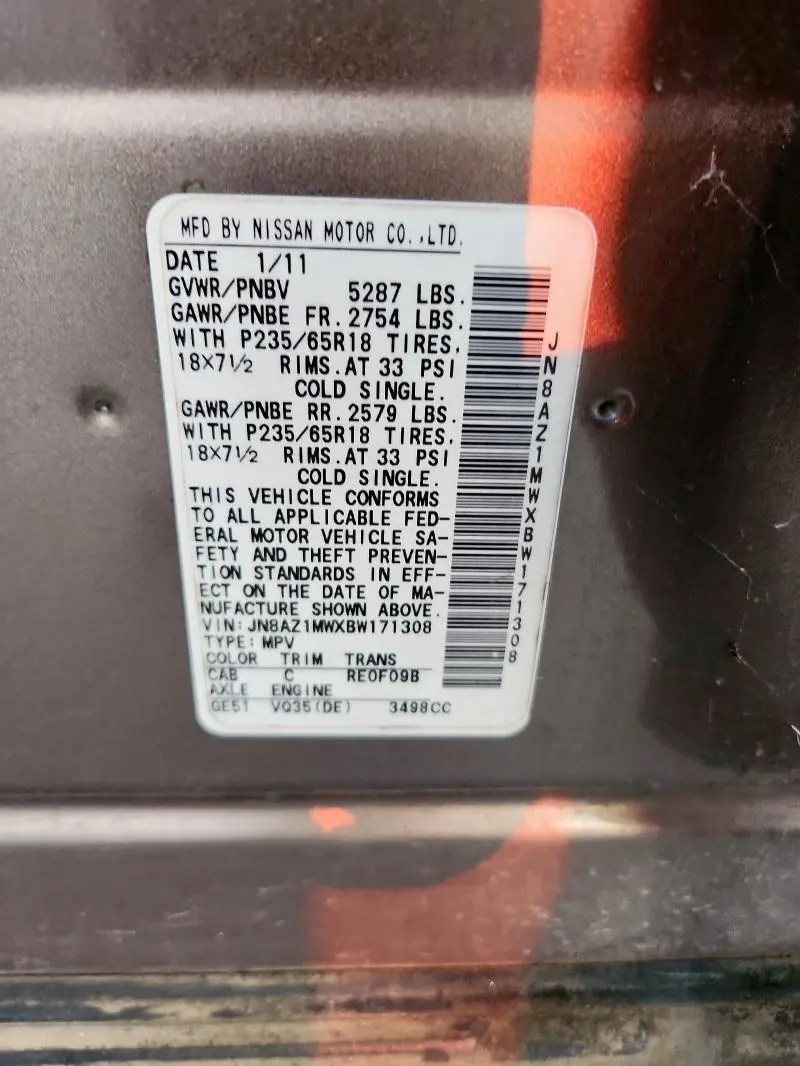 MFD BY NISSAN MOTOR CO.,LTD.
DATE 1/11
GVWR/PNBV 5287 LBS.
GAWR/PNBE FR. 2754 LBS.
WITH P235/65R18 TIRES,
18X7½ RIMS. AT 33 PSI
COLD SINGLE.
GAWR/PNBE RR. 2579 LBS.
WITH P235/65R18 TIRES,
18X7½ RIMS. AT 33 PSI
COLD SINGLE.
THIS VEHICLE CONFORMS
TO ALL APPLICABLE FED-
ERAL MOTOR VEHICLE SA-
FETY AND THEFT PREVEN-
TION STANDARDS IN EFF-
ECT ON THE DATE OF MA-
NUFACTURE SHOWN ABOVE.
VIN: JN8AZ1MWXBW171308
TYPE: MPV
COLOR TRIM TRANS
CAB C RE0F09B
AXLE ENGINE
GE51 VQ35(DE) 3498CC
JN8AZ1MWXBW171308